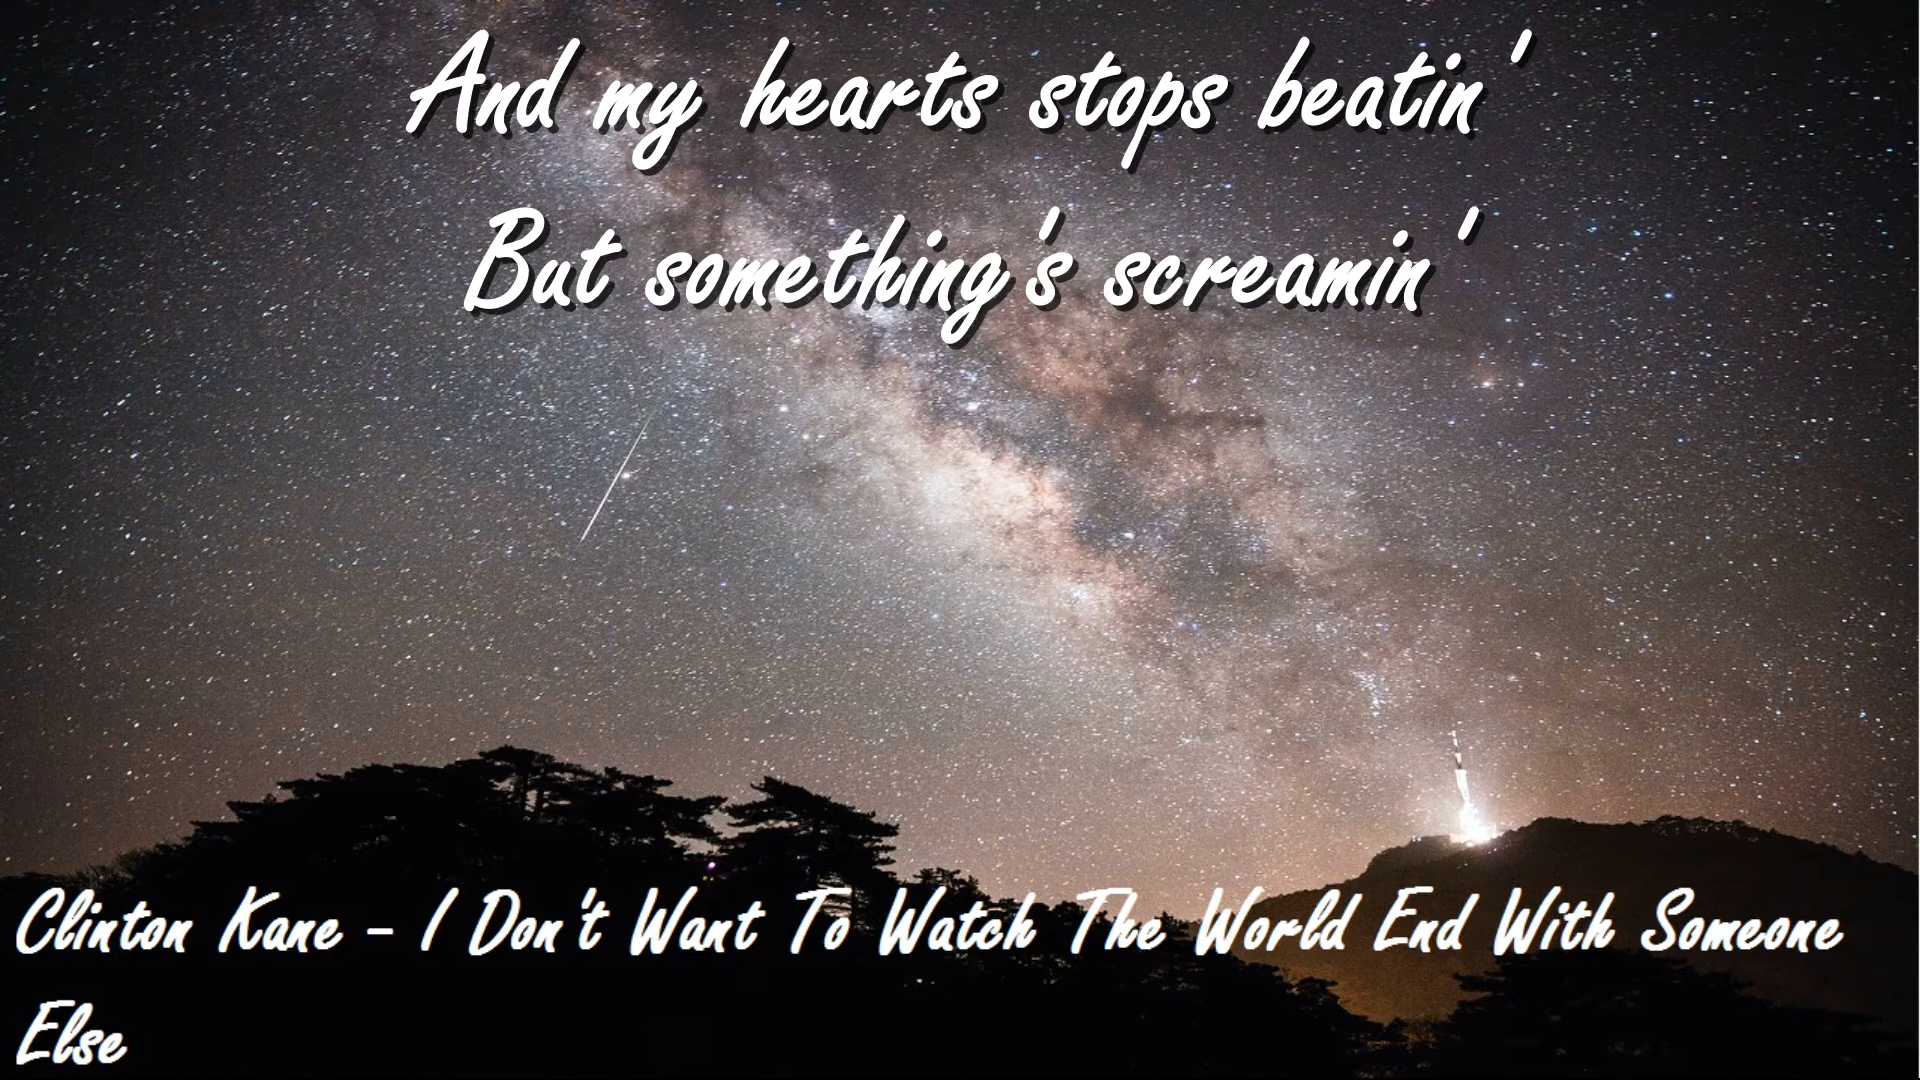 And my hearts stops beatin'
But something's screamin'
Clinton Kane - I Don't Want To Watch The World End With Someone
Else